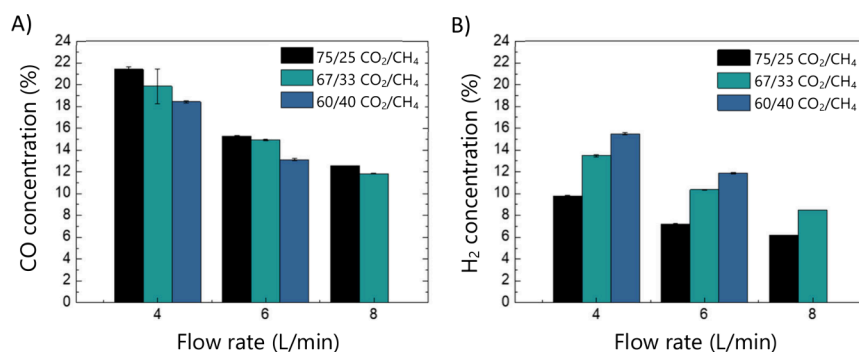 A)
CO concentration (%)
24
22
20
18
16
14
12
10
8
6
4
2
0
75/25 CO₂/CH₄
67/33 CO₂/CH₄
60/40 CO₂/CH₄
4 6 8
Flow rate (L/min)
B)
H₂ concentration (%)
24
22
20
18
16
14
12
10
8
6
4
2
0
75/25 CO₂/CH₄
67/33 CO₂/CH₄
60/40 CO₂/CH₄
4 6 8
Flow rate (L/min)